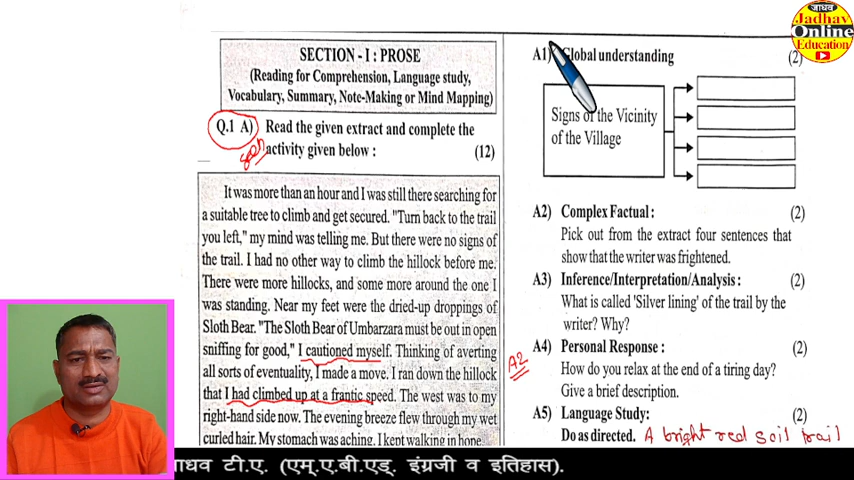 जाधव
Jadhav
Online
Education
SECTION - I : PROSE
(Reading for Comprehension, Language study,
Vocabulary, Summary, Note-Making or Mind Mapping)
Q.1 A) Read the given extract and complete the
activity given below : (12)
Seen
It was more than an hour and I was still there searching for
a suitable tree to climb and get secured. "Turn back to the trail
you left," my mind was telling me. But there were no signs of
the trail. I had no other way to climb the hillock before me.
There were more hillocks, and some more around the one I
was standing. Near my feet were the dried-up droppings of
Sloth Bear. "The Sloth Bear of Umbarzara must be out in open
sniffing for good," I cautioned myself. Thinking of averting
all sorts of eventuality, I made a move. I ran down the hillock
that I had climbed up at a frantic speed. The west was to my
right-hand side now. The evening breeze flew through my wet
curled hair. My stomach was aching. I kept walking in hope
A1) Global understanding (2)
Signs of the Vicinity
of the Village
A2) Complex Factual : (2)
Pick out from the extract four sentences that
show that the writer was frightened.
A3) Inference/Interpretation/Analysis : (2)
What is called 'Silver lining' of the trail by the
writer? Why?
A2
A4) Personal Response : (2)
How do you relax at the end of a tiring day?
Give a brief description.
A5) Language Study: (2)
Do as directed. A bright red soil trail
जाधव टी.ए. (एम.ए.बी.एड्. इंग्रजी व इतिहास).